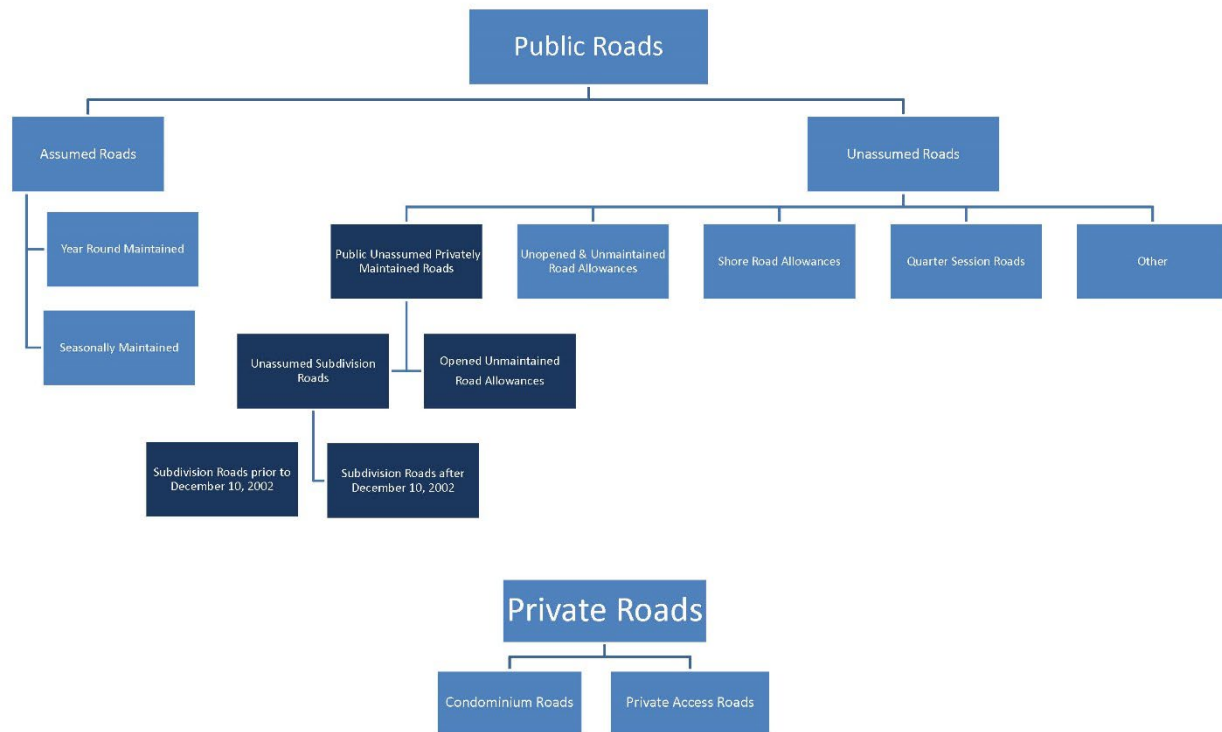 Public Roads
Assumed Roads
Unassumed Roads
Year Round Maintained
Seasonally Maintained
Public Unassumed Privately
Maintained Roads
Unopened & Unmaintained
Road Allowances
Shore Road Allowances
Quarter Session Roads
Other
Unassumed Subdivision
Roads
Opened Unmaintained
Road Allowances
Subdivision Roads prior to
December 10, 2002
Subdivision Roads after
December 10, 2002
Private Roads
Condominium Roads
Private Access Roads